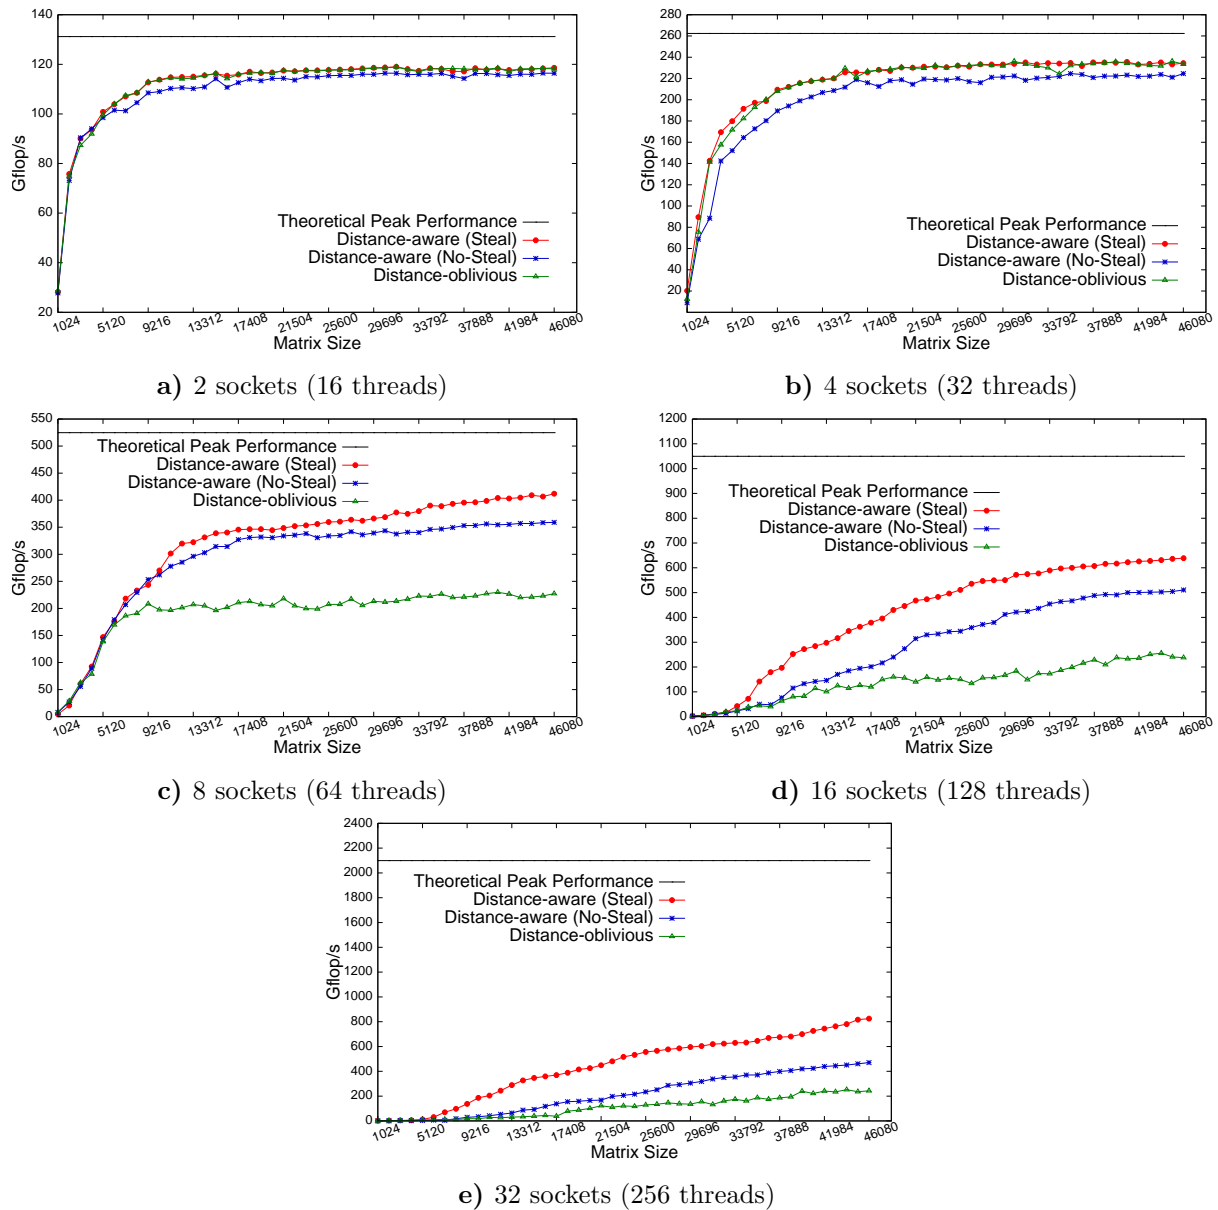 140
120
100
80
60
40
20
Gflop/s
Theoretical Peak Performance
Distance-aware (Steal)
Distance-aware (No-Steal)
Distance-oblivious
1024 5120 9216 13312 17408 21504 25600 29696 33792 37888 41984 46080
Matrix Size
a) 2 sockets (16 threads)
280
260
240
220
200
180
160
140
120
100
80
60
40
20
Gflop/s
Theoretical Peak Performance
Distance-aware (Steal)
Distance-aware (No-Steal)
Distance-oblivious
1024 5120 9216 13312 17408 21504 25600 29696 33792 37888 41984 46080
Matrix Size
b) 4 sockets (32 threads)
550
500
450
400
350
300
250
200
150
100
50
0
Gflop/s
Theoretical Peak Performance
Distance-aware (Steal)
Distance-aware (No-Steal)
Distance-oblivious
1024 5120 9216 13312 17408 21504 25600 29696 33792 37888 41984 46080
Matrix Size
c) 8 sockets (64 threads)
1200
1100
1000
900
800
700
600
500
400
300
200
100
0
Gflop/s
Theoretical Peak Performance
Distance-aware (Steal)
Distance-aware (No-Steal)
Distance-oblivious
1024 5120 9216 13312 17408 21504 25600 29696 33792 37888 41984 46080
Matrix Size
d) 16 sockets (128 threads)
2400
2200
2000
1800
1600
1400
1200
1000
800
600
400
200
0
Gflop/s
Theoretical Peak Performance
Distance-aware (Steal)
Distance-aware (No-Steal)
Distance-oblivious
1024 5120 9216 13312 17408 21504 25600 29696 33792 37888 41984 46080
Matrix Size
e) 32 sockets (256 threads)